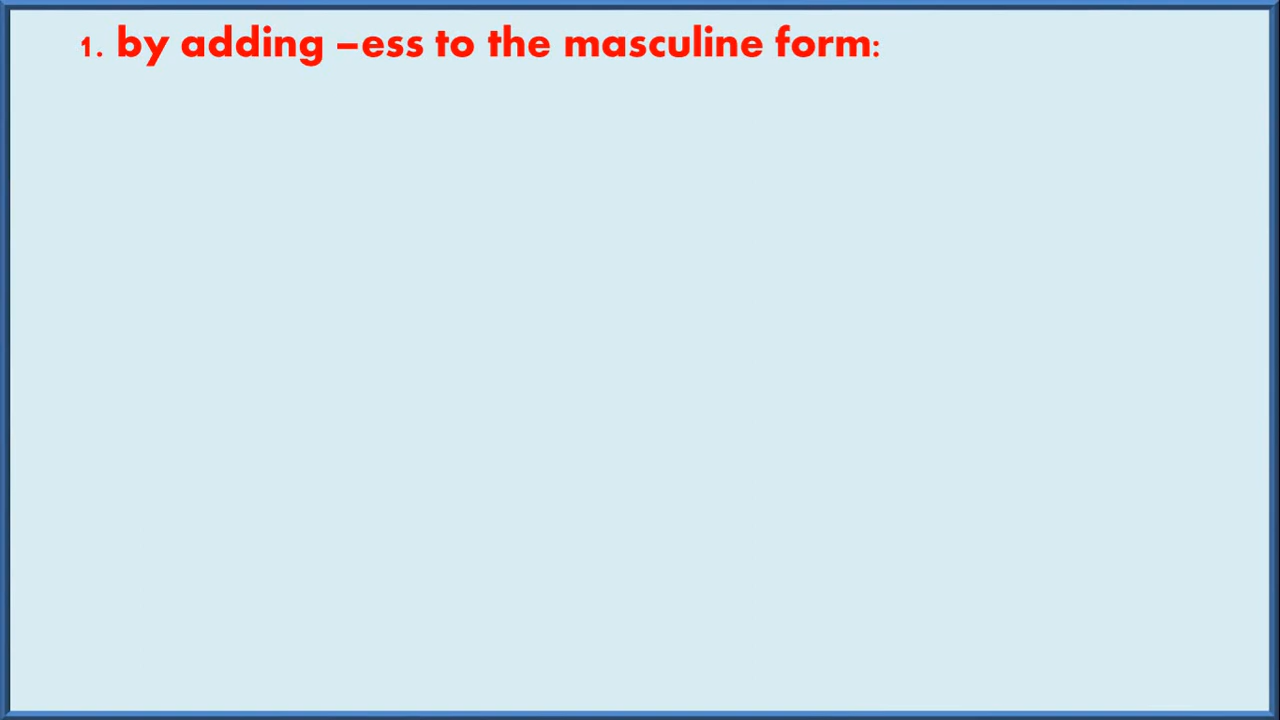 1. by adding –ess to the masculine form: